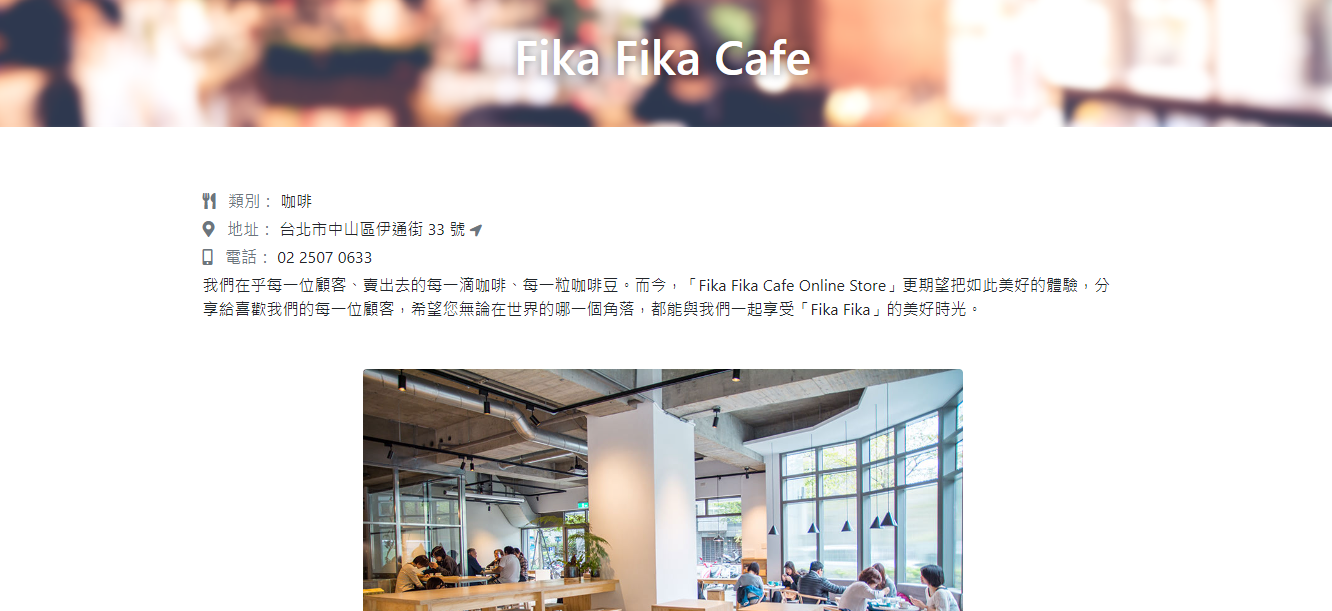 Fika Fika Cafe
類別： 咖啡
地址： 台北市中山區伊通街 33 號
電話： 02 2507 0633
我們在乎每一位顧客、賣出去的每一滴咖啡、每一粒咖啡豆。而今，「Fika Fika Cafe Online Store」更期望把如此美好的體驗，分
享給喜歡我們的每一位顧客，希望您無論在世界的哪一個角落，都能與我們一起享受「Fika Fika」的美好時光。